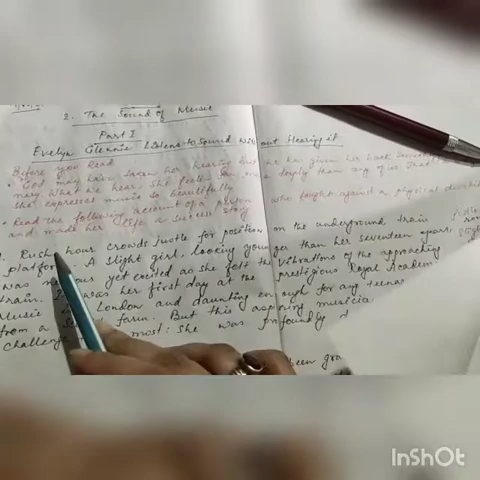 2. The Sound of Music
Part I
Evelyn Glennie Listens to Sound without Hearing it
Before you Read
"God may have taken her hearing but he has given her back something
What we hear, she feels far more deeply than any of us. That
she expresses music so beautifully
Read the following account of a person who fought against a physical
and made her life a success story
1. Rush hour crowds jostle for position on the underground train
platform. A slight girl, looking younger than her seventeen years
was nervous yet excited as she felt the vibrations of the approaching
train. It was her first day at the prestigious Royal Academy
Music in London and daunting enough for any
from a farm. But this aspiring
challenge most: She was profoundly
been
InShOt